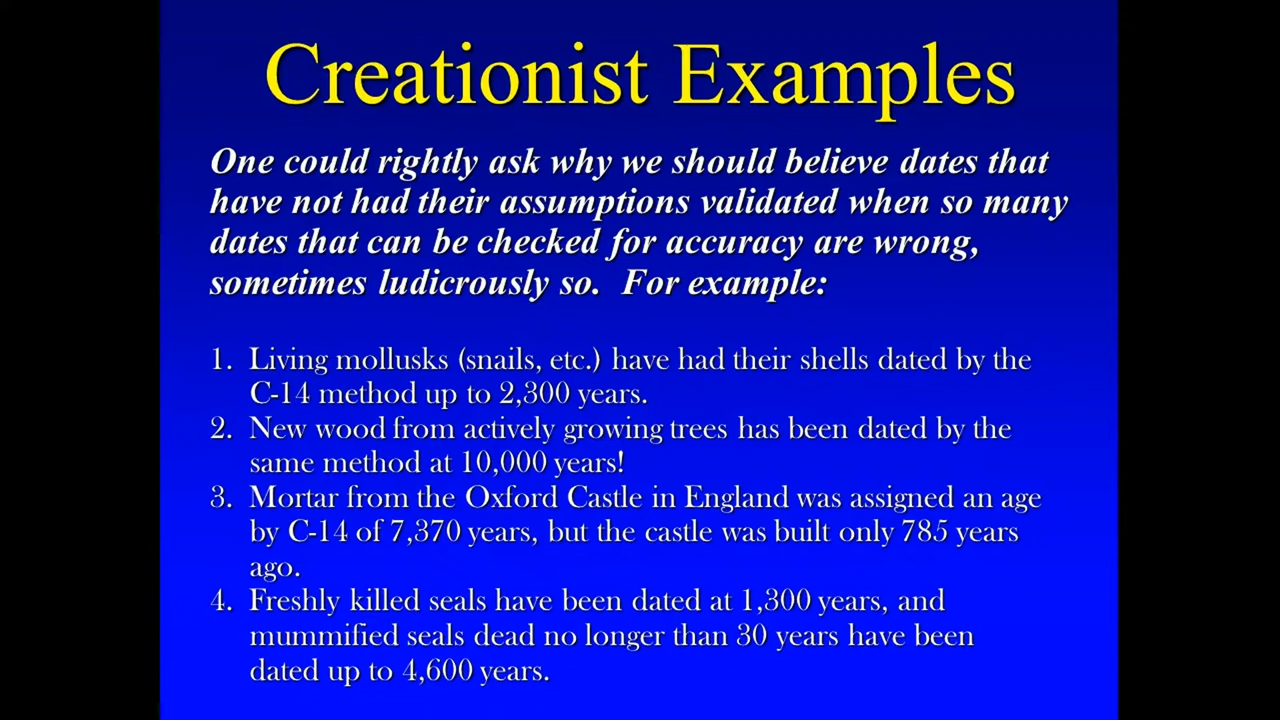 Creationist Examples
One could rightly ask why we should believe dates that
have not had their assumptions validated when so many
dates that can be checked for accuracy are wrong,
sometimes ludicrously so. For example:
1. Living mollusks (snails, etc.) have had their shells dated by the
C-14 method up to 2,300 years.
2. New wood from actively growing trees has been dated by the
same method at 10,000 years!
3. Mortar from the Oxford Castle in England was assigned an age
by C-14 of 7,370 years, but the castle was built only 785 years
ago.
4. Freshly killed seals have been dated at 1,300 years, and
mummified seals dead no longer than 30 years have been
dated up to 4,600 years.